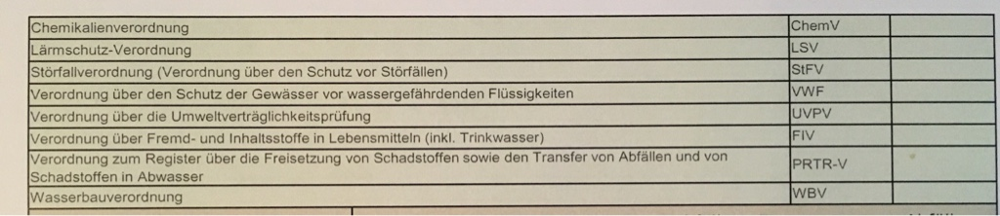 Chemikalienverordnung ChemV
Lärmschutz-Verordnung LSV
Störfallverordnung (Verordnung über den Schutz vor Störfällen) StFV
Verordnung über den Schutz der Gewässer vor wassergefährdenden Flüssigkeiten VWF
Verordnung über die Umweltverträglichkeitsprüfung UVPV
Verordnung über Fremd- und Inhaltsstoffe in Lebensmitteln (inkl. Trinkwasser) FIV
Verordnung zum Register über die Freisetzung von Schadstoffen sowie den Transfer von Abfällen und von
Schadstoffen in Abwasser PRTR-V
Wasserbauverordnung WBV